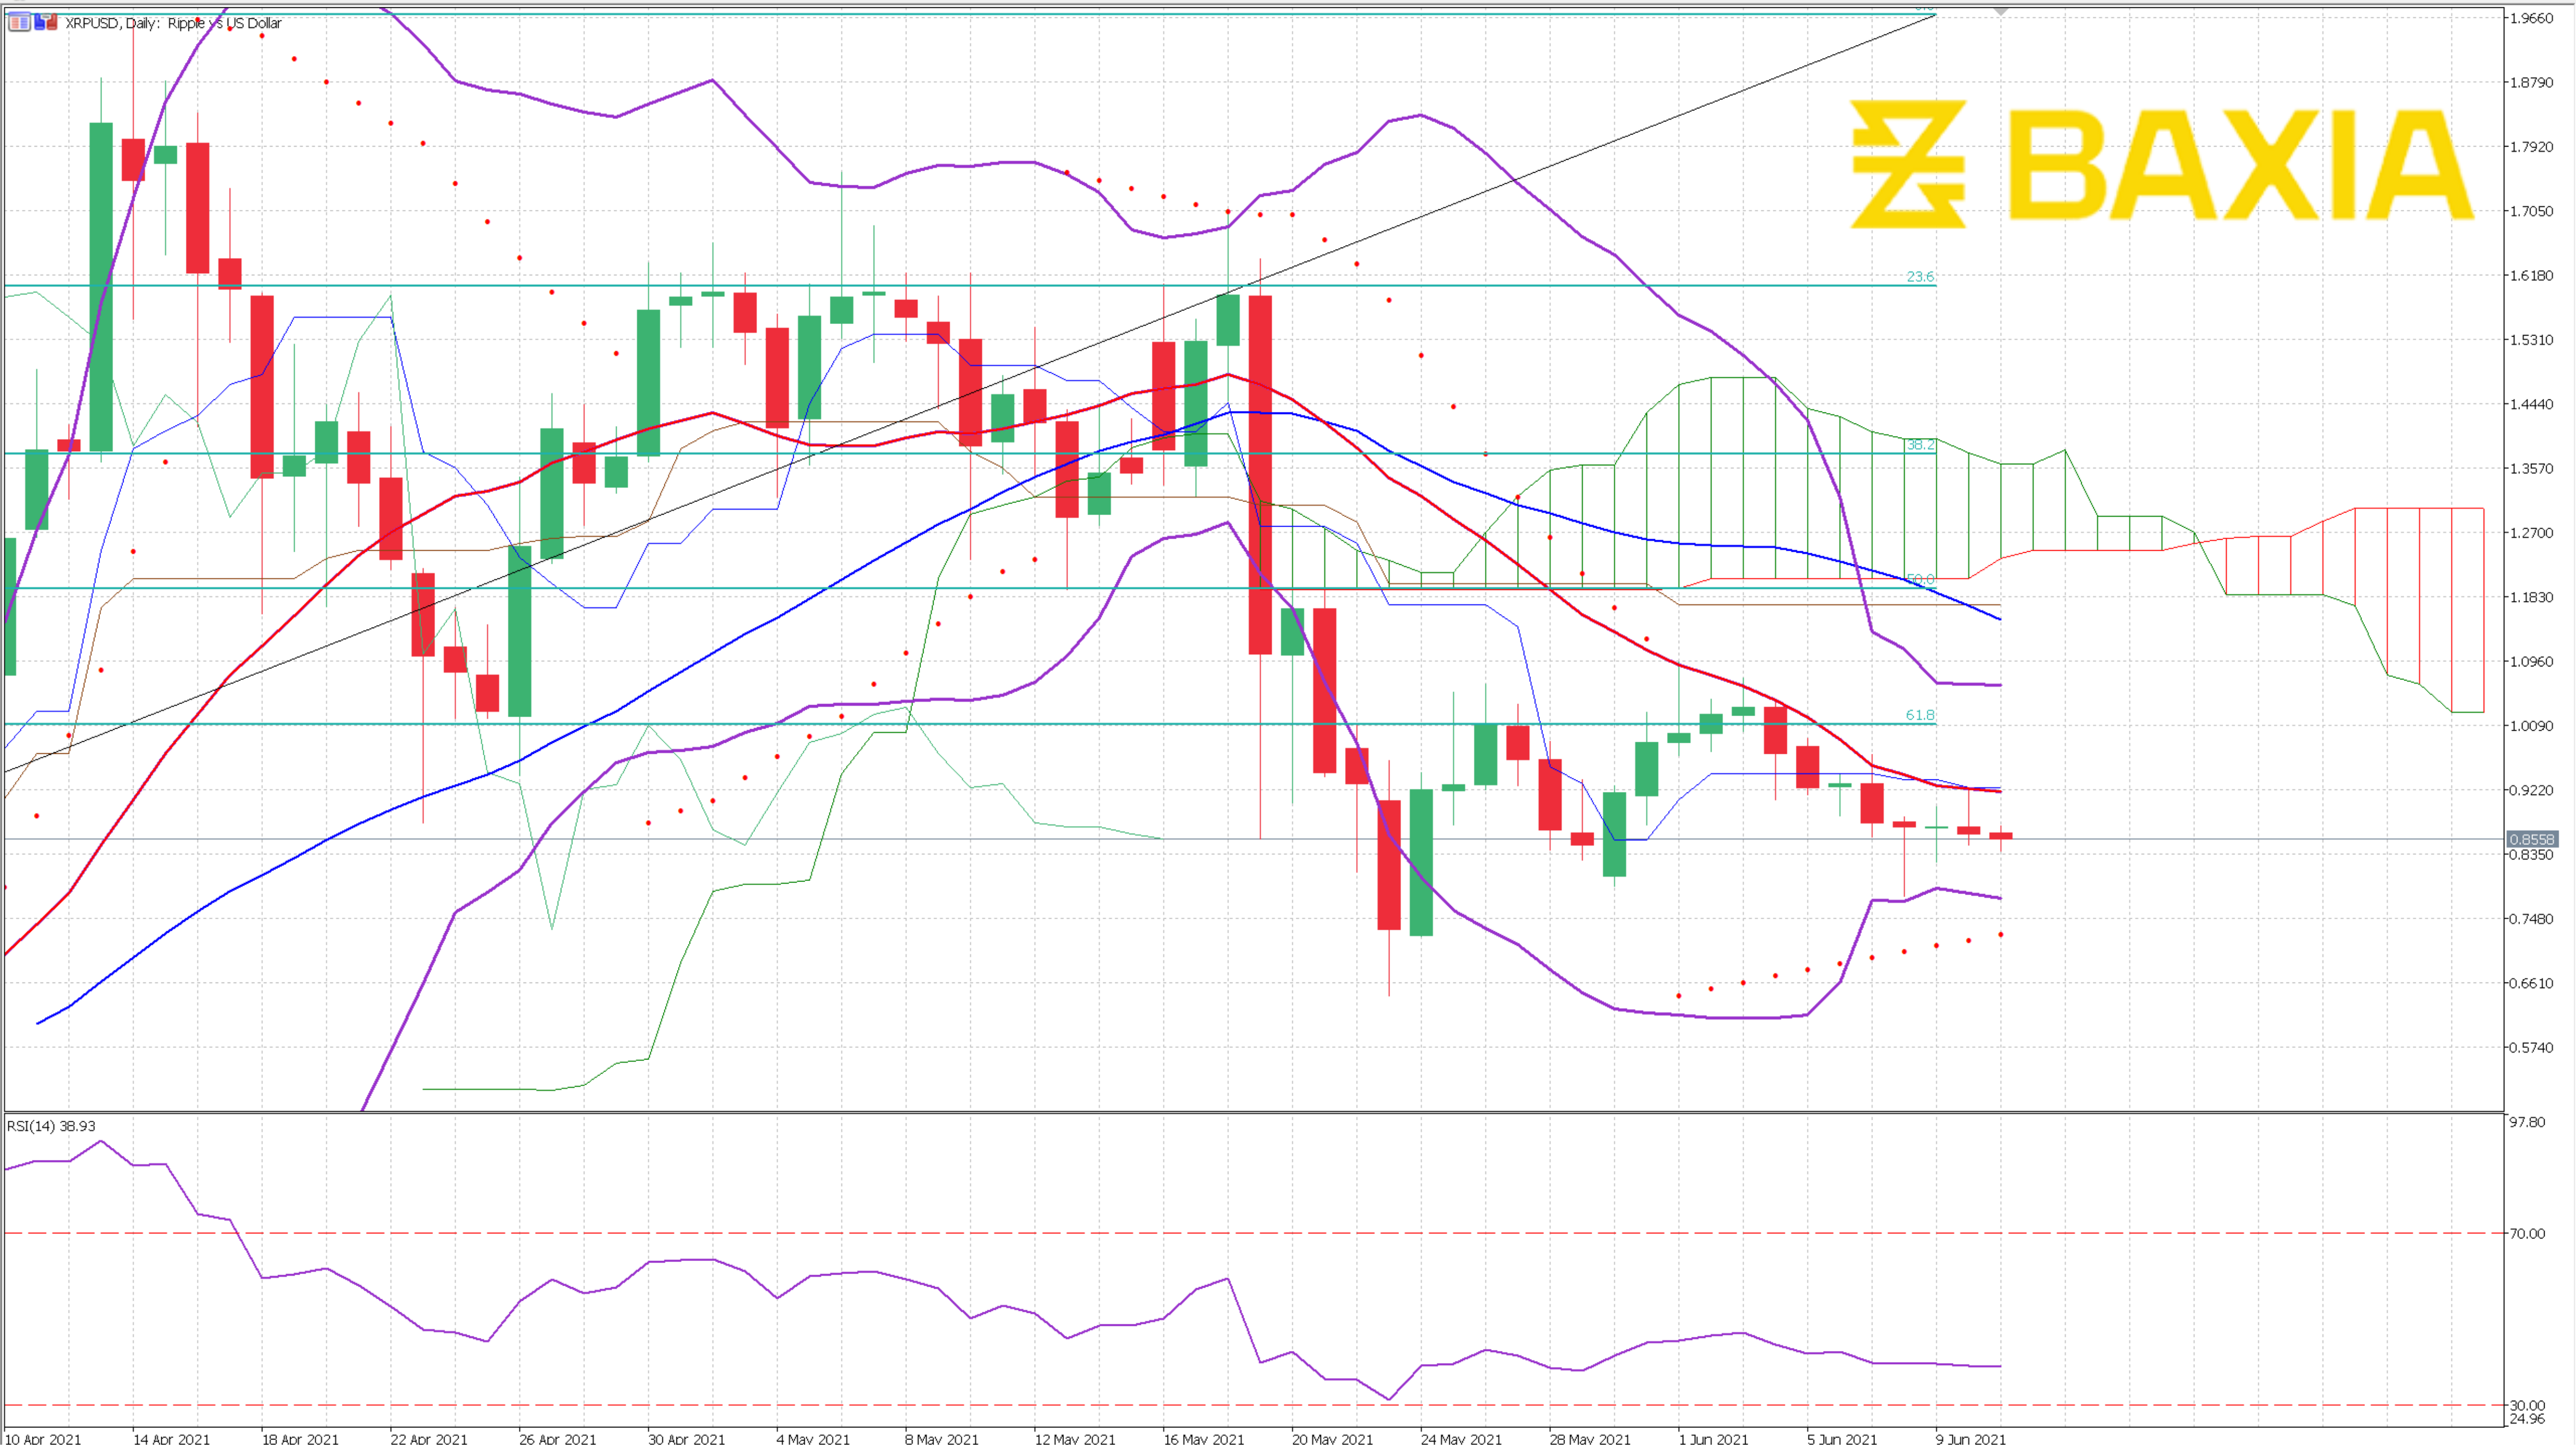 XRPUSD, Daily: Ripple vs US Dollar
BAXIA
1.9660
1.8790
1.7920
1.7050
23.6
1.6180
1.5310
1.4440
38.2
1.3570
1.2700
50.0
1.1830
1.0960
61.8
1.0090
0.9220
0.8558
0.8350
0.7480
0.6610
0.5740
RSI(14) 38.93
97.80
70.00
30.00
24.96
10 Apr 2021
14 Apr 2021
18 Apr 2021
22 Apr 2021
26 Apr 2021
30 Apr 2021
4 May 2021
8 May 2021
12 May 2021
16 May 2021
20 May 2021
24 May 2021
28 May 2021
1 Jun 2021
5 Jun 2021
9 Jun 2021